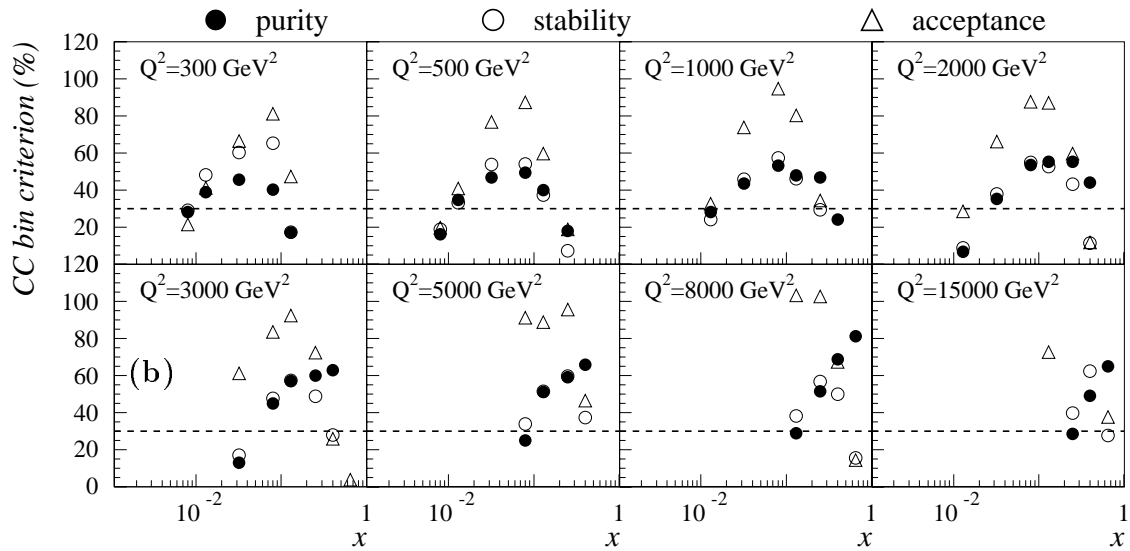 purity stability acceptance
CC bin criterion (%)
120
100
80
60
40
20
Q²=300 GeV²
Q²=500 GeV²
Q²=1000 GeV²
Q²=2000 GeV²
120
100
80
60
40
20
0
Q²=3000 GeV²
Q²=5000 GeV²
Q²=8000 GeV²
Q²=15000 GeV²
(b)
10⁻² 1 10⁻² 1 10⁻² 1 10⁻² 1
x x x x